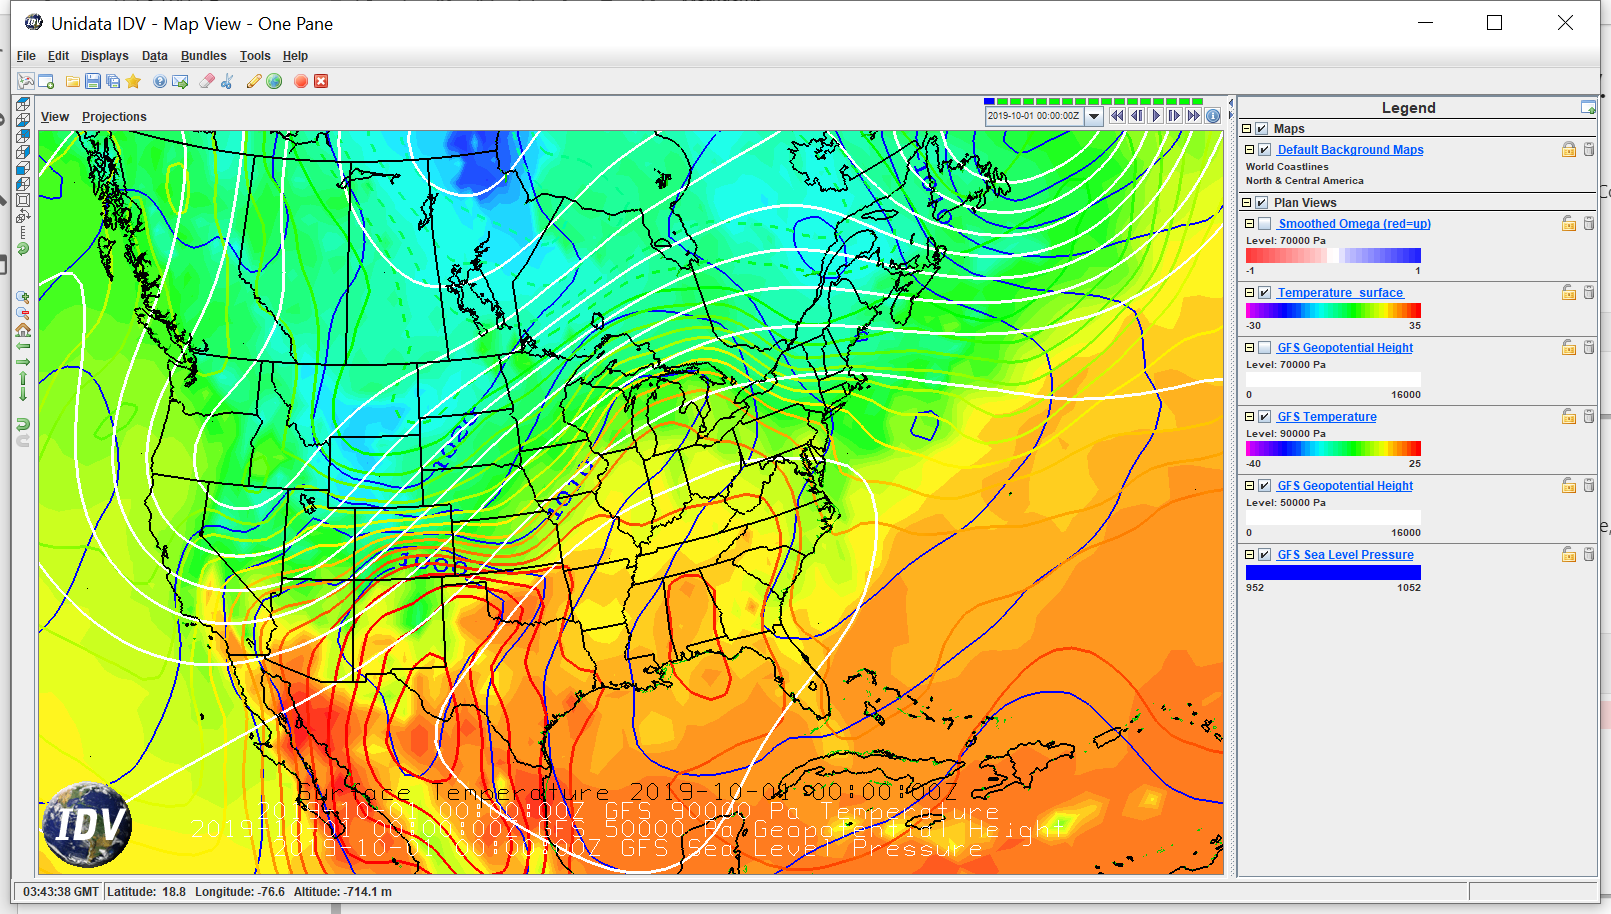 Unidata IDV - Map View - One Pane
File Edit Displays Data Bundles Tools Help
View Projections
2019-10-01 00:00:00Z
1020
1012
IDV
Surface Temperature 2019-10-01 00:00:00Z
2019-10-01 00:00:00Z GFS 90000 Pa Temperature
2019-10-01 00:00:00Z GFS 50000 Pa Geopotential Height
2019-10-01 00:00:00Z GFS Sea Level Pressure
Legend
Maps
Default Background Maps
World Coastlines
North & Central America
Plan Views
Smoothed Omega (red=up)
Level: 70000 Pa
-1 1
Temperature_surface
-30 35
GFS Geopotential Height
Level: 70000 Pa
0 16000
GFS Temperature
Level: 90000 Pa
-40 25
GFS Geopotential Height
Level: 50000 Pa
0 16000
GFS Sea Level Pressure
952 1052
03:43:38 GMT Latitude: 18.8 Longitude: -76.6 Altitude: -714.1 m